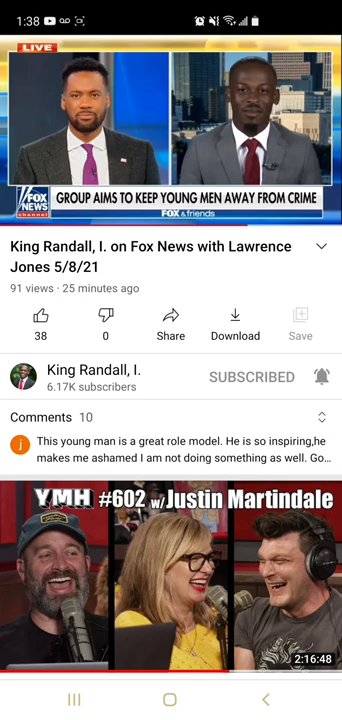 1:38
LIVE
FOX
NEWS
channel
GROUP AIMS TO KEEP YOUNG MEN AWAY FROM CRIME
FOX & friends
King Randall, I. on Fox News with Lawrence
Jones 5/8/21
91 views · 25 minutes ago
38
0
Share
Download
Save
King Randall, I.
6.17K subscribers
SUBSCRIBED
Comments 10
j
This young man is a great role model. He is so inspiring,he
makes me ashamed I am not doing something as well. Go...
YMH #602 w/Justin Martindale
2:16:48